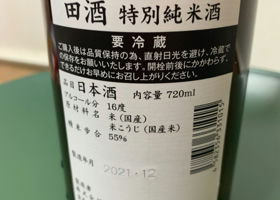 田酒 特別純米酒
要冷蔵
ご購入後は品質保持の為、直射日光を避け、冷蔵での保存をお願いいたします。開栓前後にかかわらず、できるだけお早めにお召し上がりください。
品目 日本酒 内容量 720ml
アルコール分 16度
原材料名 米(国産)
米こうじ(国産米)
精米歩合 55%
製造年月 2021.12
製造者